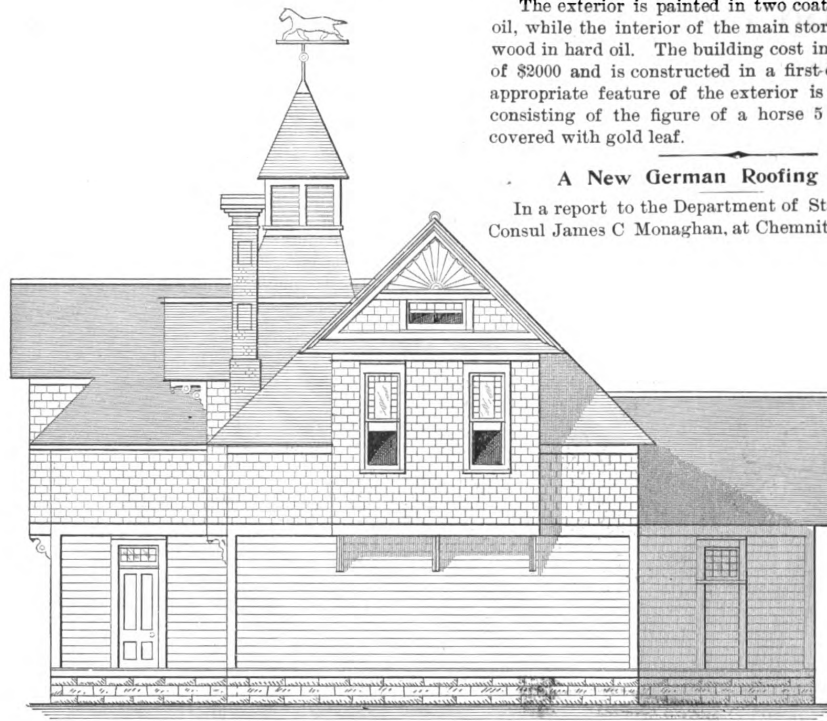 The exterior is painted in two coat
oil, while the interior of the main stor
wood in hard oil. The building cost in
of $2000 and is constructed in a first-
appropriate feature of the exterior is
consisting of the figure of a horse 5
covered with gold leaf.
A New German Roofing
In a report to the Department of St
Consul James C Monaghan, at Chemnit